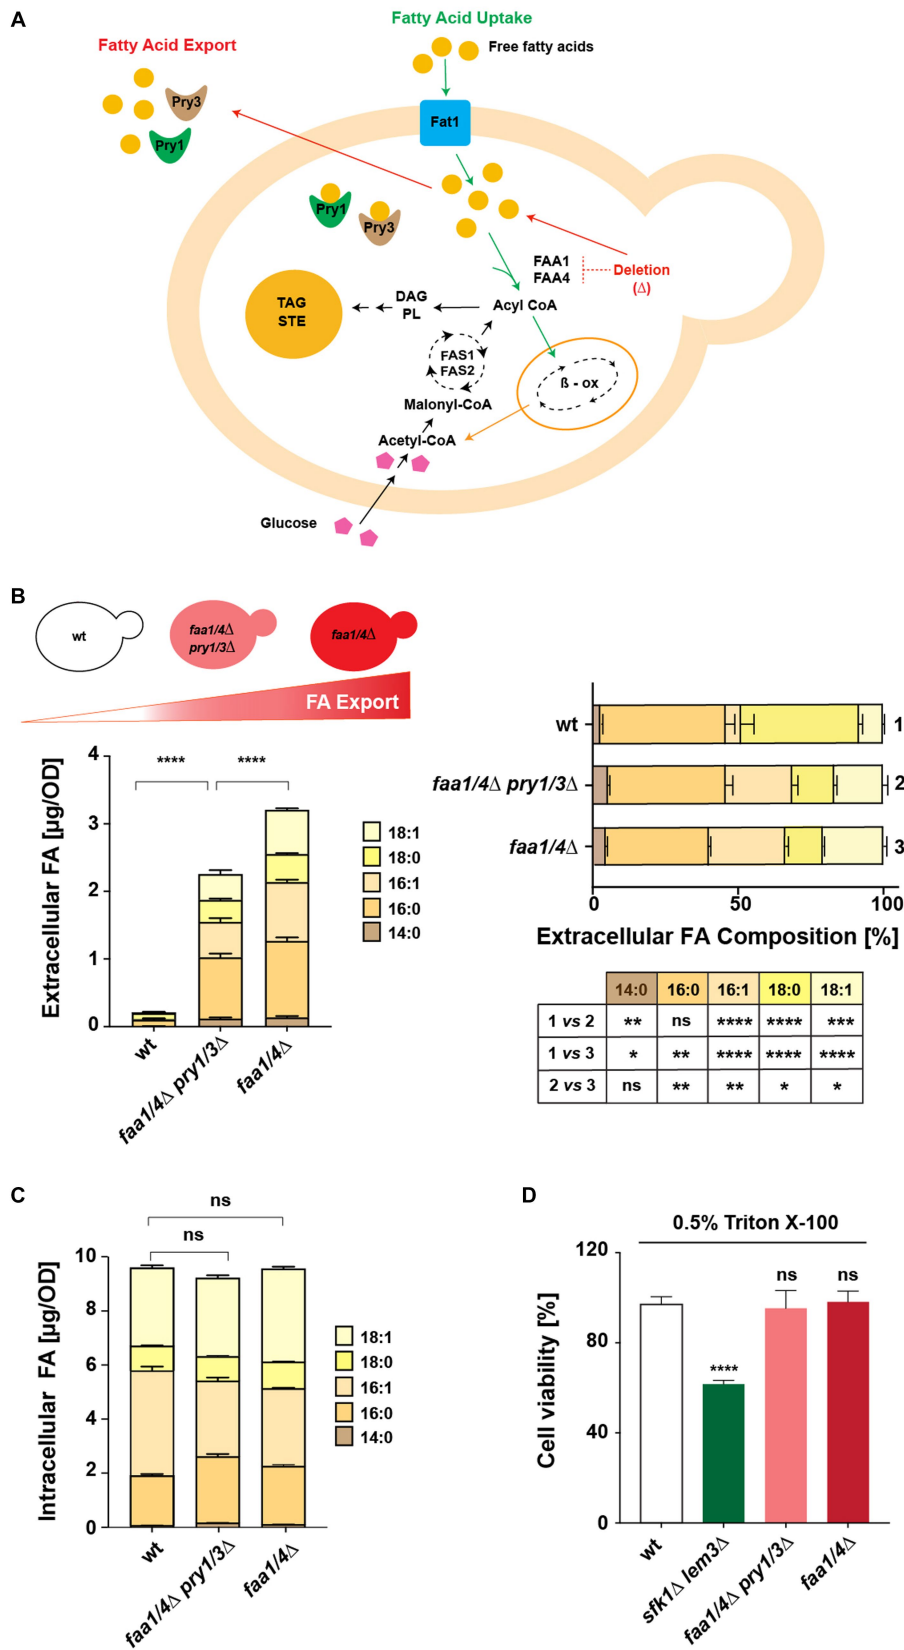 A
Fatty Acid Uptake
Fatty Acid Export
Free fatty acids
Pry3
Pry1
Fat1
Pry1
Pry3
FAA1
FAA4
Deletion
(Δ)
TAG
STE
DAG
PL
Acyl CoA
FAS1
FAS2
ß - ox
Malonyl-CoA
Acetyl-CoA
Glucose
B
wt
faa1/4Δ
pry1/3Δ
faa1/4Δ
FA Export
Extracellular FA [µg/OD]
4
3
2
1
0
****
****
18:1
18:0
16:1
16:0
14:0
wt
faa1/4Δ pry1/3Δ
faa1/4Δ
wt 1
faa1/4Δ pry1/3Δ 2
faa1/4Δ 3
0 50 100
Extracellular FA Composition [%]
14:0 16:0 16:1 18:0 18:1
1 vs 2 ** ns **** **** ***
1 vs 3 * ** **** **** ****
2 vs 3 ns ** ** * *
C
ns
ns
Intracellular FA [µg/OD]
10
8
6
4
2
0
18:1
18:0
16:1
16:0
14:0
wt
faa1/4Δ pry1/3Δ
faa1/4Δ
D
0.5% Triton X-100
Cell viability [%]
120
80
40
0
****
ns
ns
wt
sfk1Δ lem3Δ
faa1/4Δ pry1/3Δ
faa1/4Δ